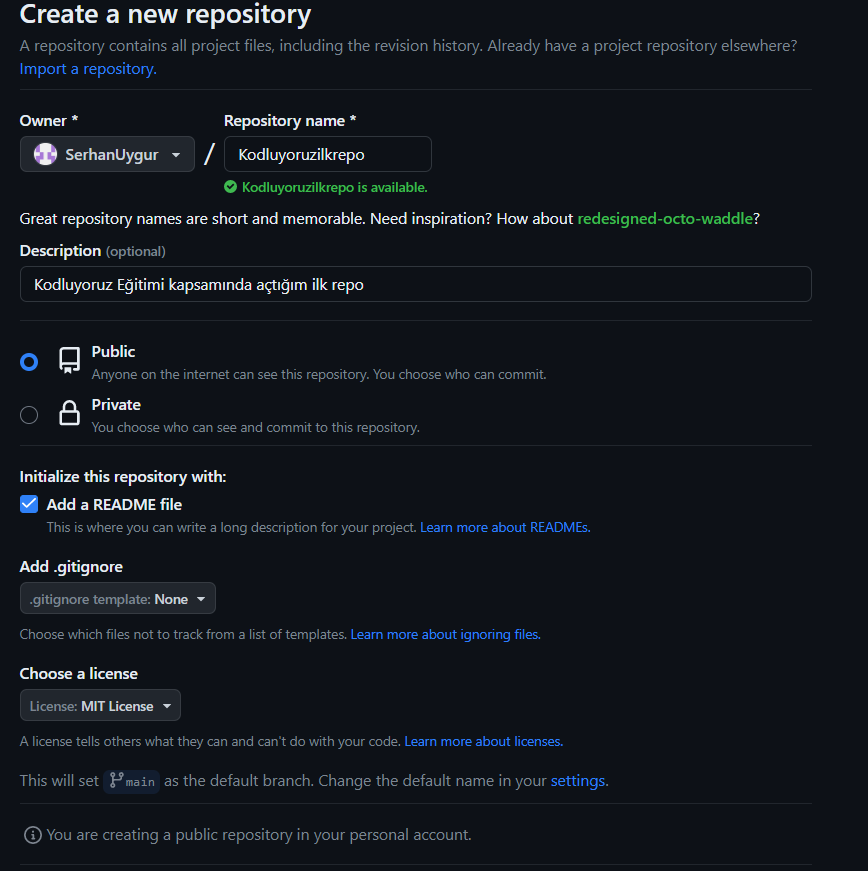 Create a new repository
A repository contains all project files, including the revision history. Already have a project repository elsewhere?
Import a repository.
Owner *
Repository name *
SerhanUygur
/
Kodluyoruzilkrepo
Kodluyoruzilkrepo is available.
Great repository names are short and memorable. Need inspiration? How about redesigned-octo-waddle?
Description (optional)
Kodluyoruz Eğitimi kapsamında açtığım ilk repo
Public
Anyone on the internet can see this repository. You choose who can commit.
Private
You choose who can see and commit to this repository.
Initialize this repository with:
Add a README file
This is where you can write a long description for your project. Learn more about READMEs.
Add .gitignore
.gitignore template: None
Choose which files not to track from a list of templates. Learn more about ignoring files.
Choose a license
License: MIT License
A license tells others what they can and can't do with your code. Learn more about licenses.
This will set main as the default branch. Change the default name in your settings.
You are creating a public repository in your personal account.